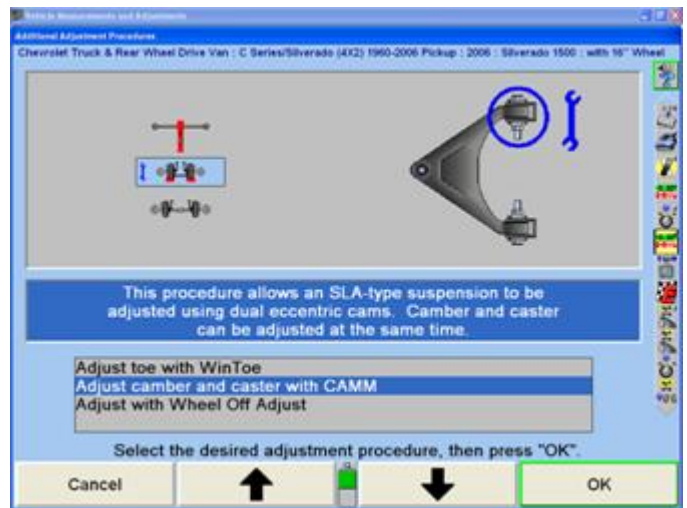 Vehicle Measurements and Adjustments
Additional Adjustment Procedures
Chevrolet Truck & Rear Wheel Drive Van : C Series/Silverado (4X2) 1960-2006 Pickup : 2006 : Silverado 1500 : with 16" Wheel
This procedure allows an SLA-type suspension to be
adjusted using dual eccentric cams. Camber and caster
can be adjusted at the same time.
Adjust toe with WinToe
Adjust camber and caster with CAMM
Adjust with Wheel Off Adjust
Select the desired adjustment procedure, then press "OK".
Cancel
OK